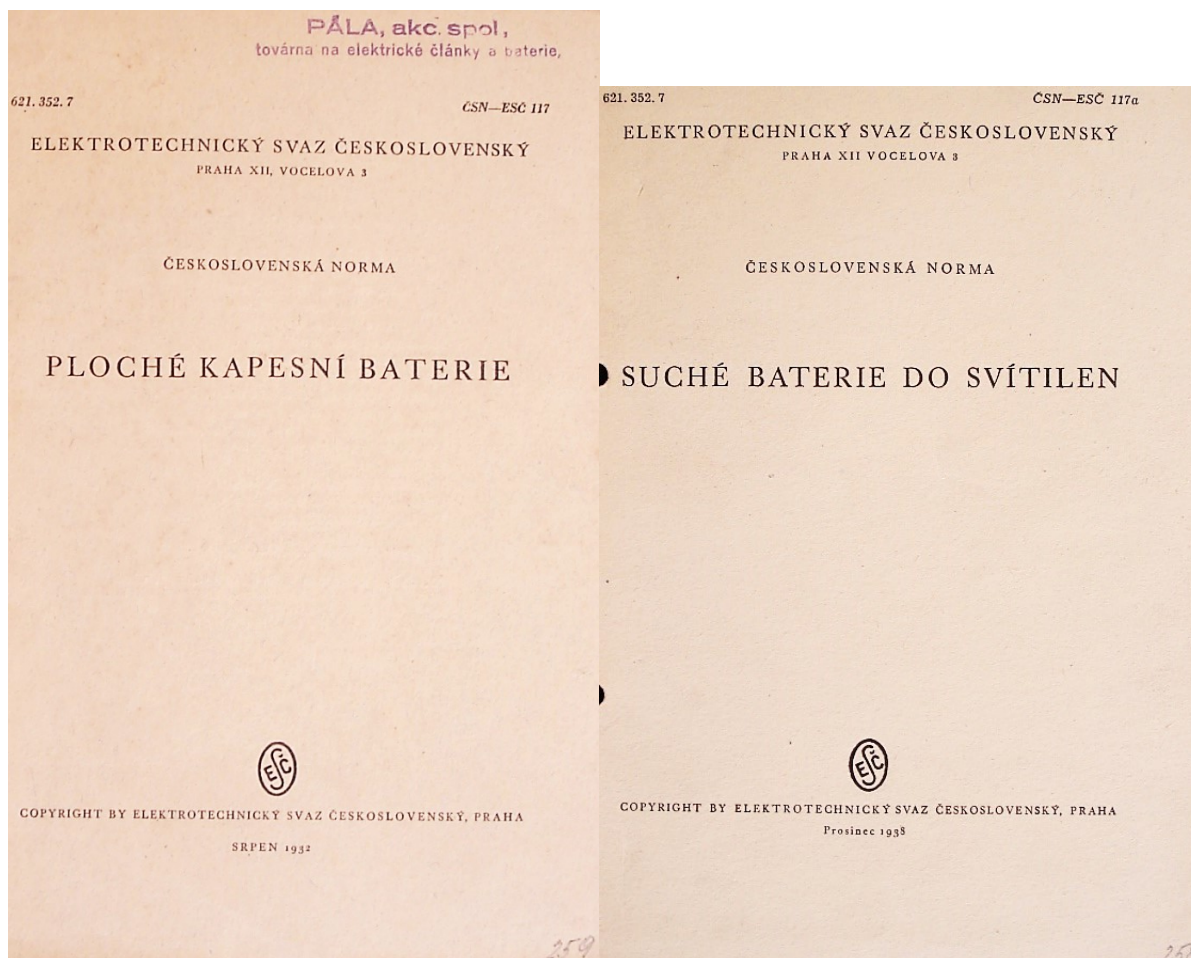 PÁLA, akc. spol,
továrna na elektrické články a baterie,
621.352.7
ČSN—ESČ 117
ELEKTROTECHNICKÝ SVAZ ČESKOSLOVENSKÝ
PRAHA XII, VOCELOVA 3
ČESKOSLOVENSKÁ NORMA
PLOCHÉ KAPESNÍ BATERIE
ESČ
COPYRIGHT BY ELEKTROTECHNICKÝ SVAZ ČESKOSLOVENSKÝ, PRAHA
SRPEN 1932
259
621.352.7
ČSN—ESČ 117a
ELEKTROTECHNICKÝ SVAZ ČESKOSLOVENSKÝ
PRAHA XII VOCELOVA 3
ČESKOSLOVENSKÁ NORMA
SUCHÉ BATERIE DO SVÍTILEN
ESČ
COPYRIGHT BY ELEKTROTECHNICKÝ SVAZ ČESKOSLOVENSKÝ, PRAHA
Prosinec 1938